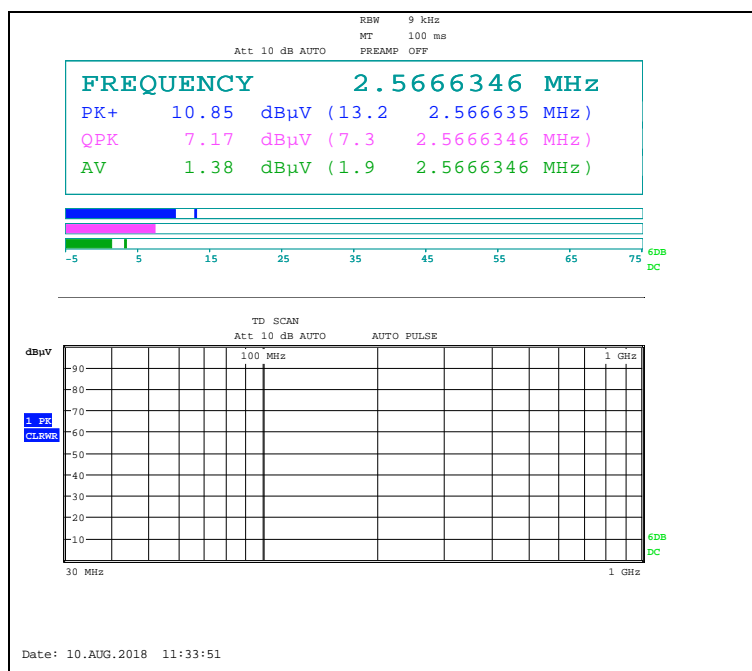 RBW 9 kHz
MT 100 ms
Att 10 dB AUTO PREAMP OFF
FREQUENCY 2.5666346 MHz
PK+ 10.85 dBµV (13.2 2.566635 MHz)
QPK 7.17 dBµV (7.3 2.5666346 MHz)
AV 1.38 dBµV (1.9 2.5666346 MHz)
-5 5 15 25 35 45 55 65 75
6DB
DC
TD SCAN
Att 10 dB AUTO AUTO PULSE
dBµV
100 MHz 1 GHz
90
80
70
1 PK
CLRWR
60
50
40
30
20
10
6DB
DC
30 MHz 1 GHz
Date: 10.AUG.2018 11:33:51